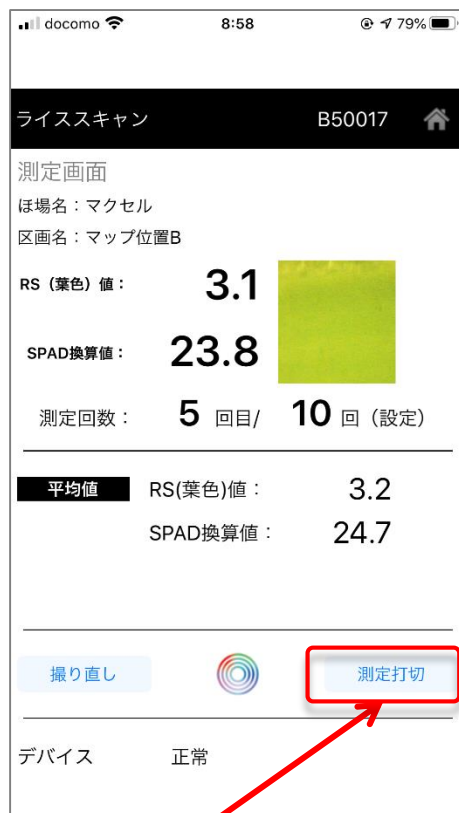 docomo 8:58 79%
ライススキャン B50017
測定画面
ほ場名：マクセル
区画名：マップ位置B
RS（葉色）値： 3.1
SPAD換算値： 23.8
測定回数： 5 回目/ 10 回（設定）
平均値 RS(葉色)値： 3.2
SPAD換算値： 24.7
撮り直し 測定打切
デバイス 正常